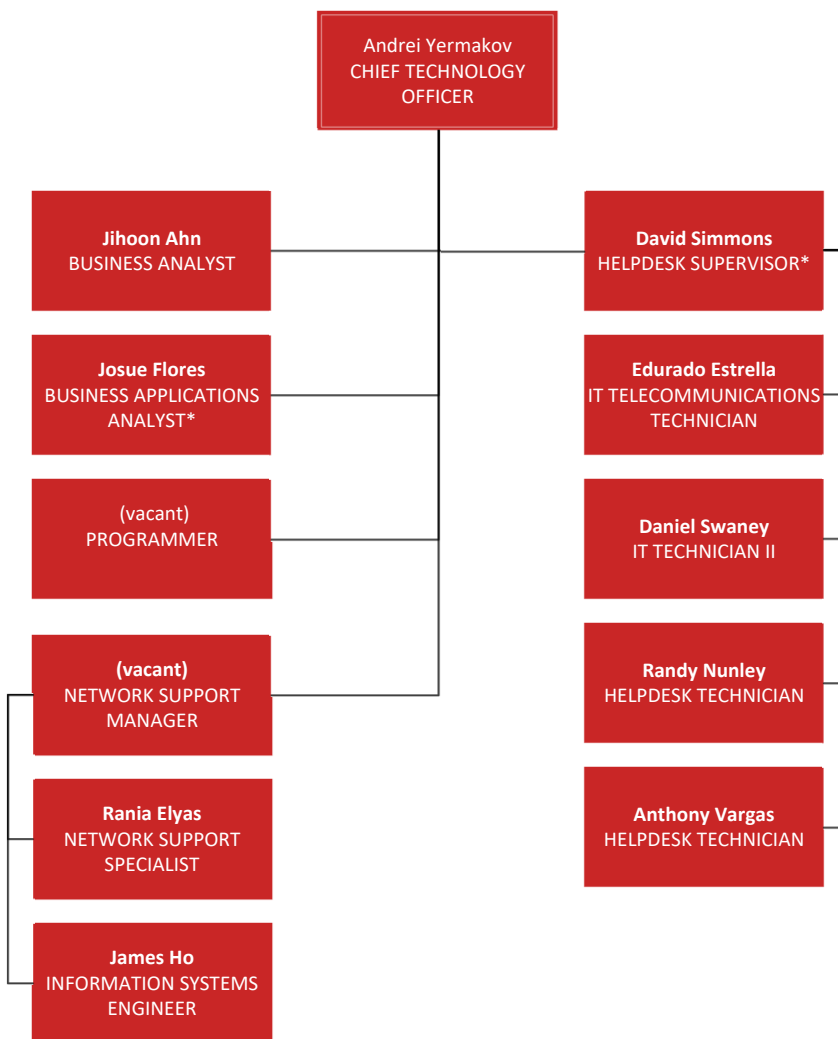 Andrei Yermakov
CHIEF TECHNOLOGY
OFFICER
Jihoon Ahn
BUSINESS ANALYST
Josue Flores
BUSINESS APPLICATIONS
ANALYST*
(vacant)
PROGRAMMER
(vacant)
NETWORK SUPPORT
MANAGER
Rania Elyas
NETWORK SUPPORT
SPECIALIST
James Ho
INFORMATION SYSTEMS
ENGINEER
David Simmons
HELPDESK SUPERVISOR*
Edurado Estrella
IT TELECOMMUNICATIONS
TECHNICIAN
Daniel Swaney
IT TECHNICIAN II
Randy Nunley
HELPDESK TECHNICIAN
Anthony Vargas
HELPDESK TECHNICIAN